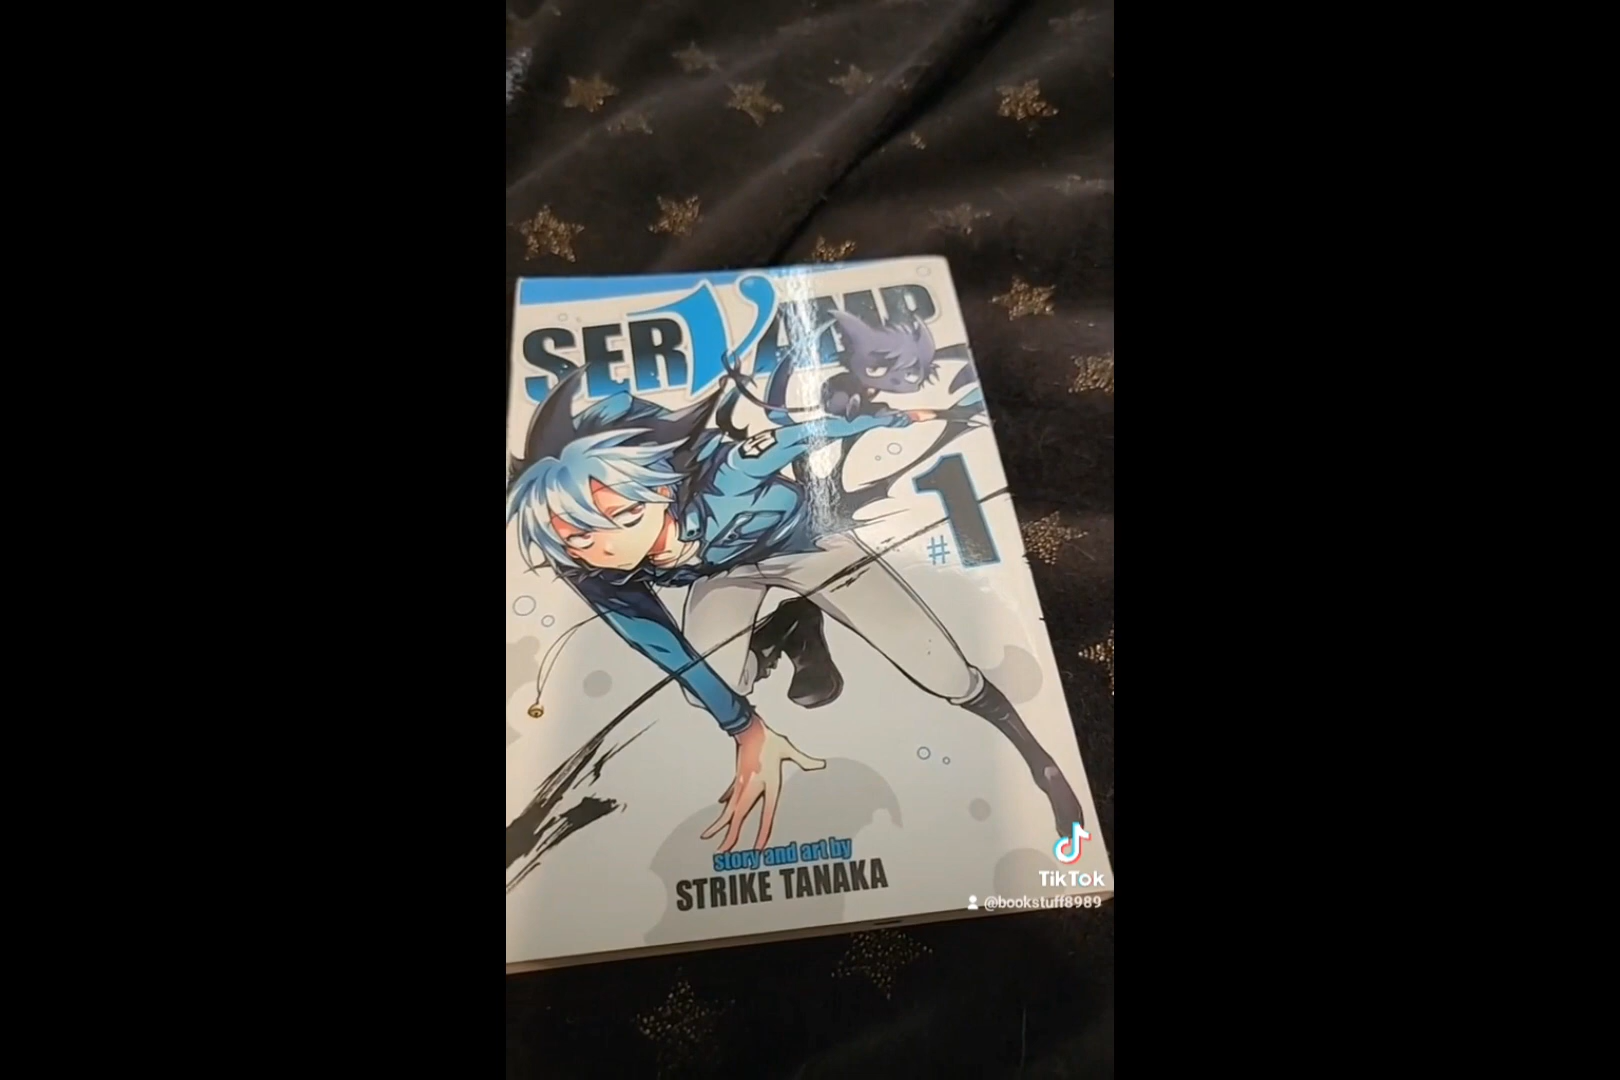 SERVAMP
#1
story and art by
STRIKE TANAKA
TikTok
@bookstuff8989